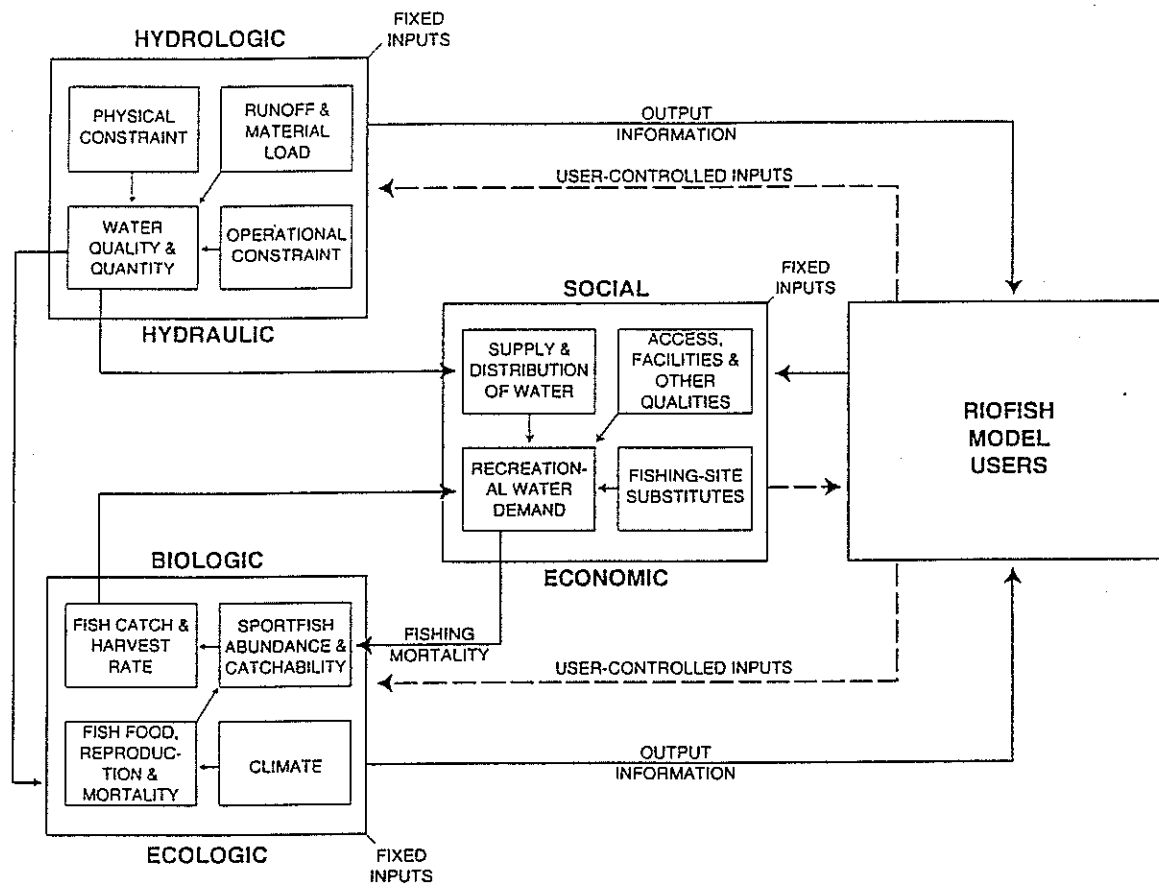 FIXED
INPUTS
HYDROLOGIC
PHYSICAL
CONSTRAINT
RUNOFF &
MATERIAL
LOAD
WATER
QUALITY &
QUANTITY
OPERATIONAL
CONSTRAINT
HYDRAULIC
OUTPUT
INFORMATION
USER-CONTROLLED INPUTS
FIXED
INPUTS
SOCIAL
SUPPLY &
DISTRIBUTION
OF WATER
ACCESS,
FACILITIES &
OTHER
QUALITIES
RECREATION-
AL WATER
DEMAND
FISHING-SITE
SUBSTITUTES
ECONOMIC
RIOFISH
MODEL
USERS
BIOLOGIC
FISH CATCH &
HARVEST
RATE
SPORTFISH
ABUNDANCE &
CATCHABILITY
FISHING
MORTALITY
FISH FOOD,
REPRODUC-
TION &
MORTALITY
CLIMATE
ECOLOGIC
USER-CONTROLLED INPUTS
OUTPUT
INFORMATION
FIXED
INPUTS